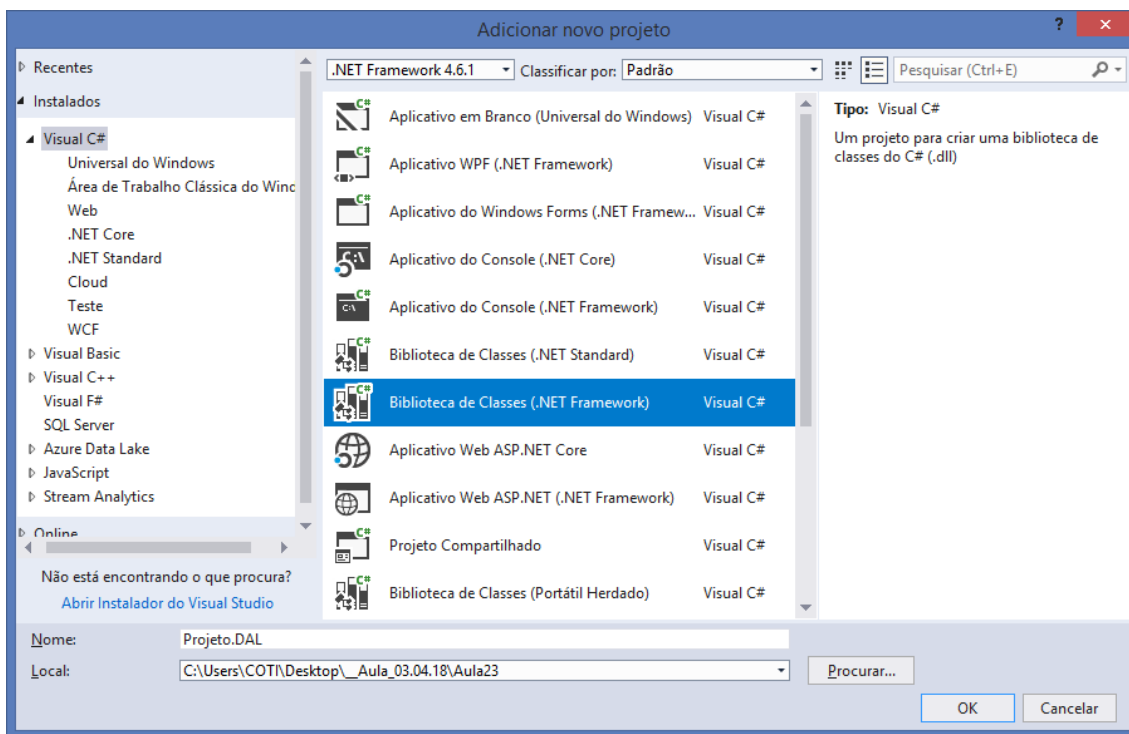 Adicionar novo projeto
?
Recentes
Instalados
Visual C#
Universal do Windows
Área de Trabalho Clássica do Wind
Web
.NET Core
.NET Standard
Cloud
Teste
WCF
Visual Basic
Visual C++
Visual F#
SQL Server
Azure Data Lake
JavaScript
Stream Analytics
Online
Não está encontrando o que procura?
Abrir Instalador do Visual Studio
.NET Framework 4.6.1 Classificar por: Padrão
Pesquisar (Ctrl+E)
Aplicativo em Branco (Universal do Windows) Visual C#
Aplicativo WPF (.NET Framework) Visual C#
Aplicativo do Windows Forms (.NET Framew... Visual C#
Aplicativo do Console (.NET Core) Visual C#
Aplicativo do Console (.NET Framework) Visual C#
Biblioteca de Classes (.NET Standard) Visual C#
Biblioteca de Classes (.NET Framework) Visual C#
Aplicativo Web ASP.NET Core Visual C#
Aplicativo Web ASP.NET (.NET Framework) Visual C#
Projeto Compartilhado Visual C#
Biblioteca de Classes (Portátil Herdado) Visual C#
Tipo: Visual C#
Um projeto para criar uma biblioteca de
classes do C# (.dll)
Nome: Projeto.DAL
Local: C:\Users\COTI\Desktop\__Aula_03.04.18\Aula23 Procurar...
OK Cancelar